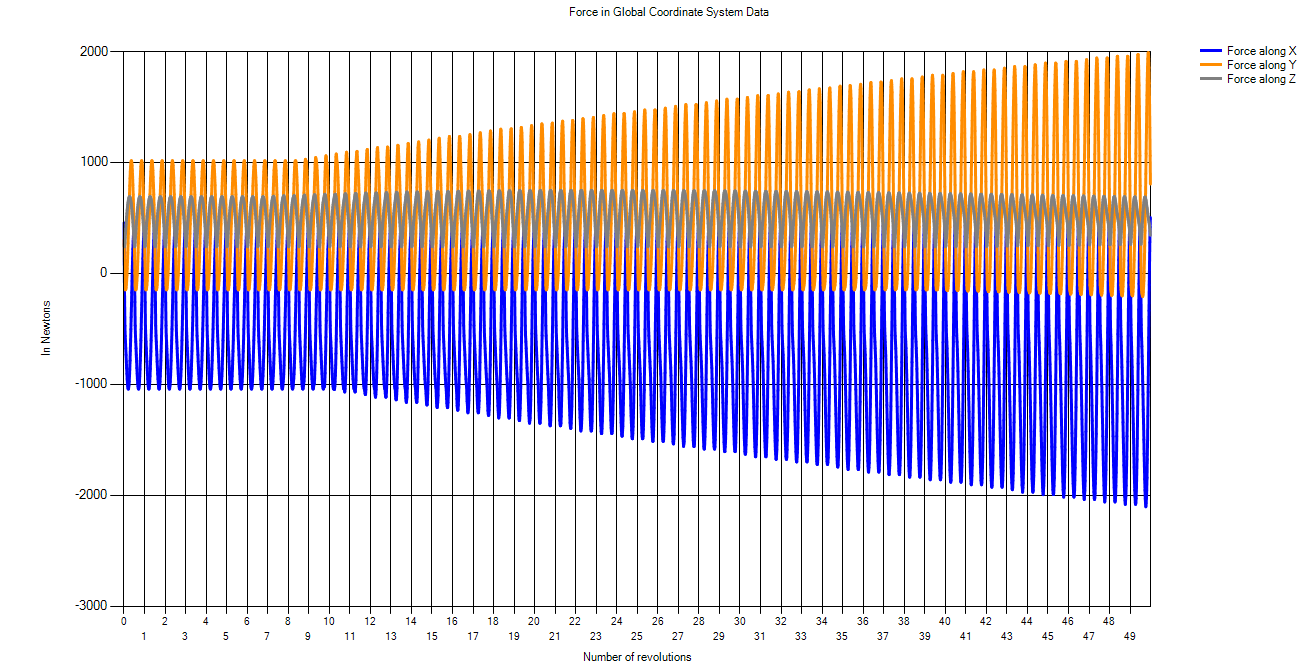 Force in Global Coordinate System Data
Force along X
Force along Y
Force along Z
2000
1000
0
-1000
-2000
-3000
In Newtons
0 2 4 6 8 10 12 14 16 18 20 22 24 26 28 30 32 34 36 38 40 42 44 46 48
1 3 5 7 9 11 13 15 17 19 21 23 25 27 29 31 33 35 37 39 41 43 45 47 49
Number of revolutions